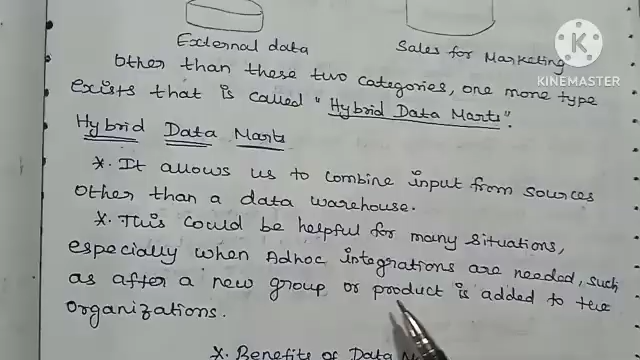 External data
Sales for Marketing
KINEMASTER
Other than these two categories, one more type
exists that is called "Hybrid Data Marts".
Hybrid Data Marts
*. It allows us to combine input from sources
other than a data warehouse.
*. This could be helpful for many situations,
especially when Adhoc integrations are needed, such
as after a new group or product is added to the
organizations.
*. Benefits of Data